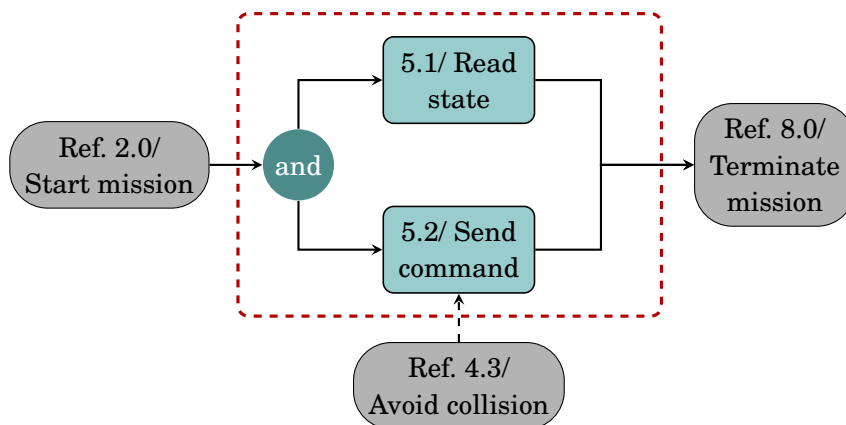 5.1/ Read
state
Ref. 2.0/
Start mission
and
Ref. 8.0/
Terminate
mission
5.2/ Send
command
Ref. 4.3/
Avoid collision